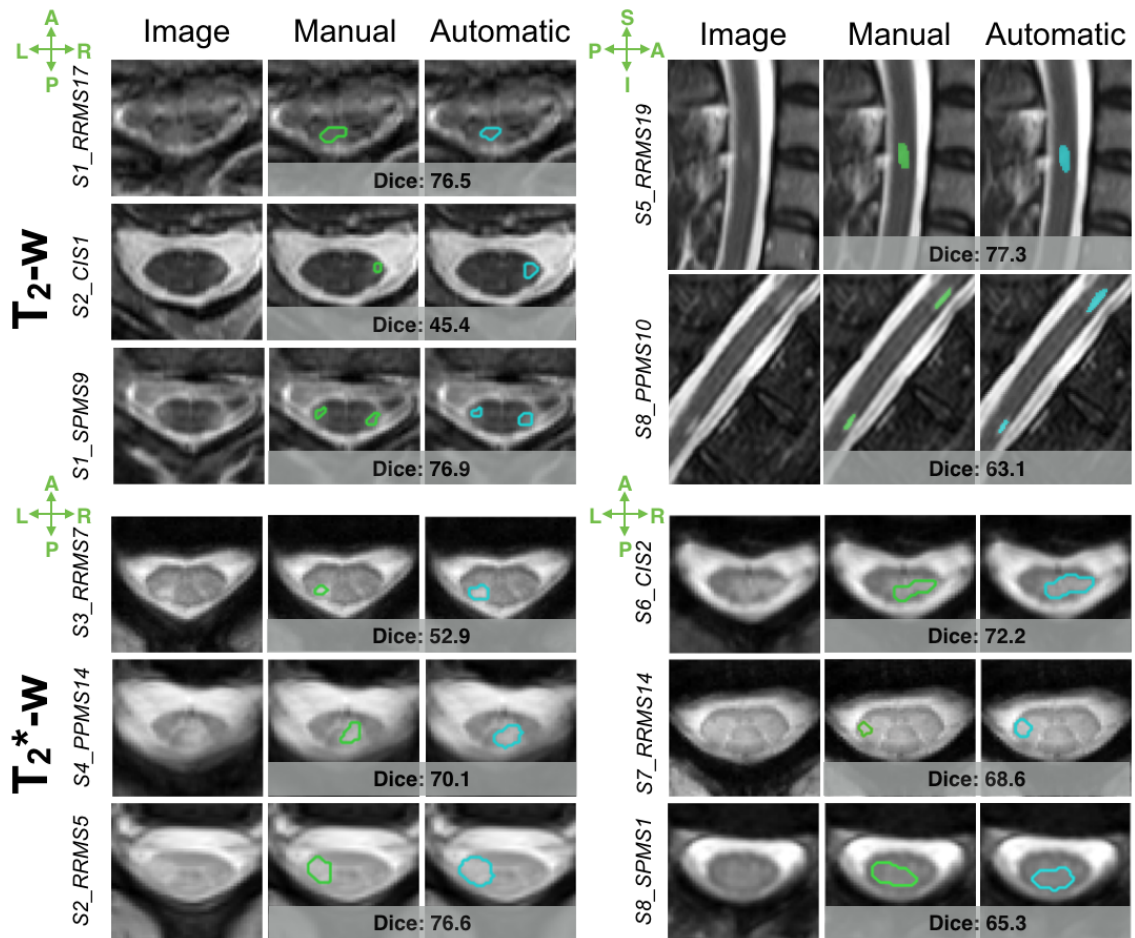 A
L R
P
Image Manual Automatic
T2-w
S1_RRMS17
Dice: 76.5
S2_CIS1
Dice: 45.4
S1_SPMS9
Dice: 76.9
S
P A
I
Image Manual Automatic
S5_RRMS19
Dice: 77.3
S8_PPMS10
Dice: 63.1
A
L R
P
T2*-w
S3_RRMS7
Dice: 52.9
S4_PPMS14
Dice: 70.1
S2_RRMS5
Dice: 76.6
A
L R
P
S6_CIS2
Dice: 72.2
S7_RRMS14
Dice: 68.6
S8_SPMS1
Dice: 65.3